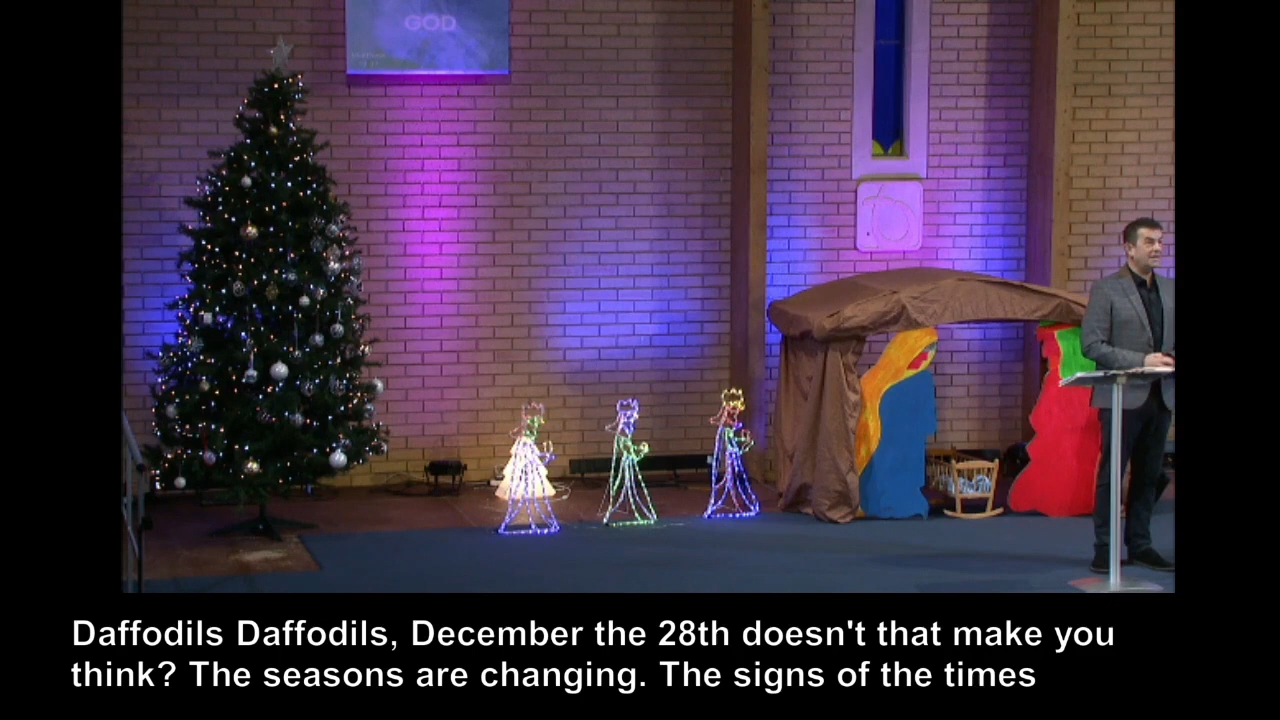 GOD
Daffodils Daffodils, December the 28th doesn't that make you
think? The seasons are changing. The signs of the times